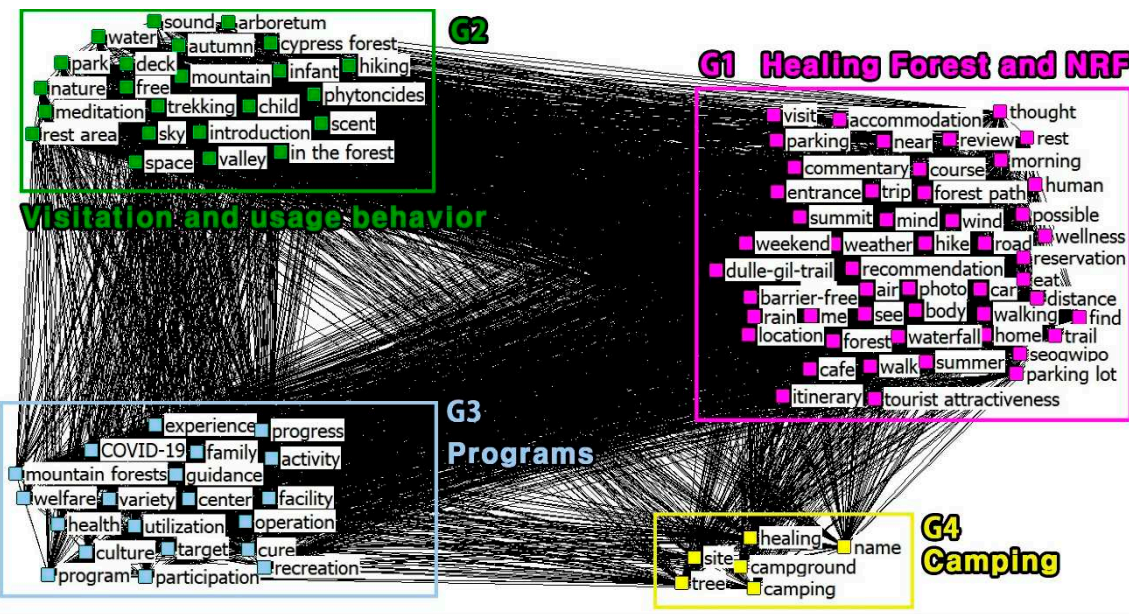 sound arboretum
water autumn cypress forest
park deck mountain infant hiking
nature free phytoncides
meditation trekking child scent
rest area sky introduction
space valley in the forest
G2
Visitation and usage behavior
G1 Healing Forest and NRF
visit accommodation thought
parking near review rest
commentary course morning
entrance trip forest path human
summit mind wind possible
weekend weather hike road wellness
dulle-gil-trail recommendation reservation
barrier-free air photo car eat
distance
rain me see body walking find
location forest waterfall home trail
cafe walk summer seogwipo
parking lot
itinerary tourist attractiveness
G3
Programs
experience progress
COVID-19 family activity
mountain forests guidance
welfare variety center facility
health utilization operation
culture target cure
program participation recreation
G4
Camping
healing name
site campground
tree camping